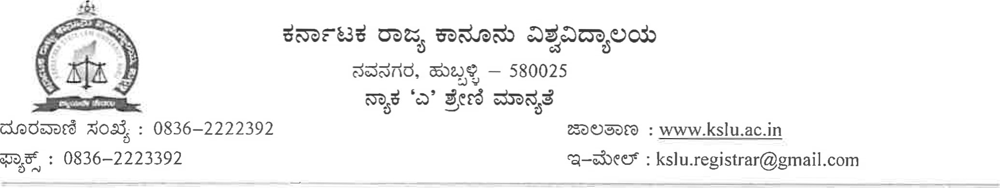 ಕರ್ನಾಟಕ ರಾಜ್ಯ ಕಾನೂನು ವಿಶ್ವವಿದ್ಯಾಲಯ
ನವನಗರ, ಹುಬ್ಬಳ್ಳಿ – 580025
ನ್ಯಾಕ 'ಎ' ಶ್ರೇಣಿ ಮಾನ್ಯತೆ
ದೂರವಾಣಿ ಸಂಖ್ಯೆ : 0836–2222392
ಜಾಲತಾಣ : www.kslu.ac.in
ಫ್ಯಾಕ್ಸ್ : 0836–2223392
ಇ–ಮೇಲ್ : kslu.registrar@gmail.com